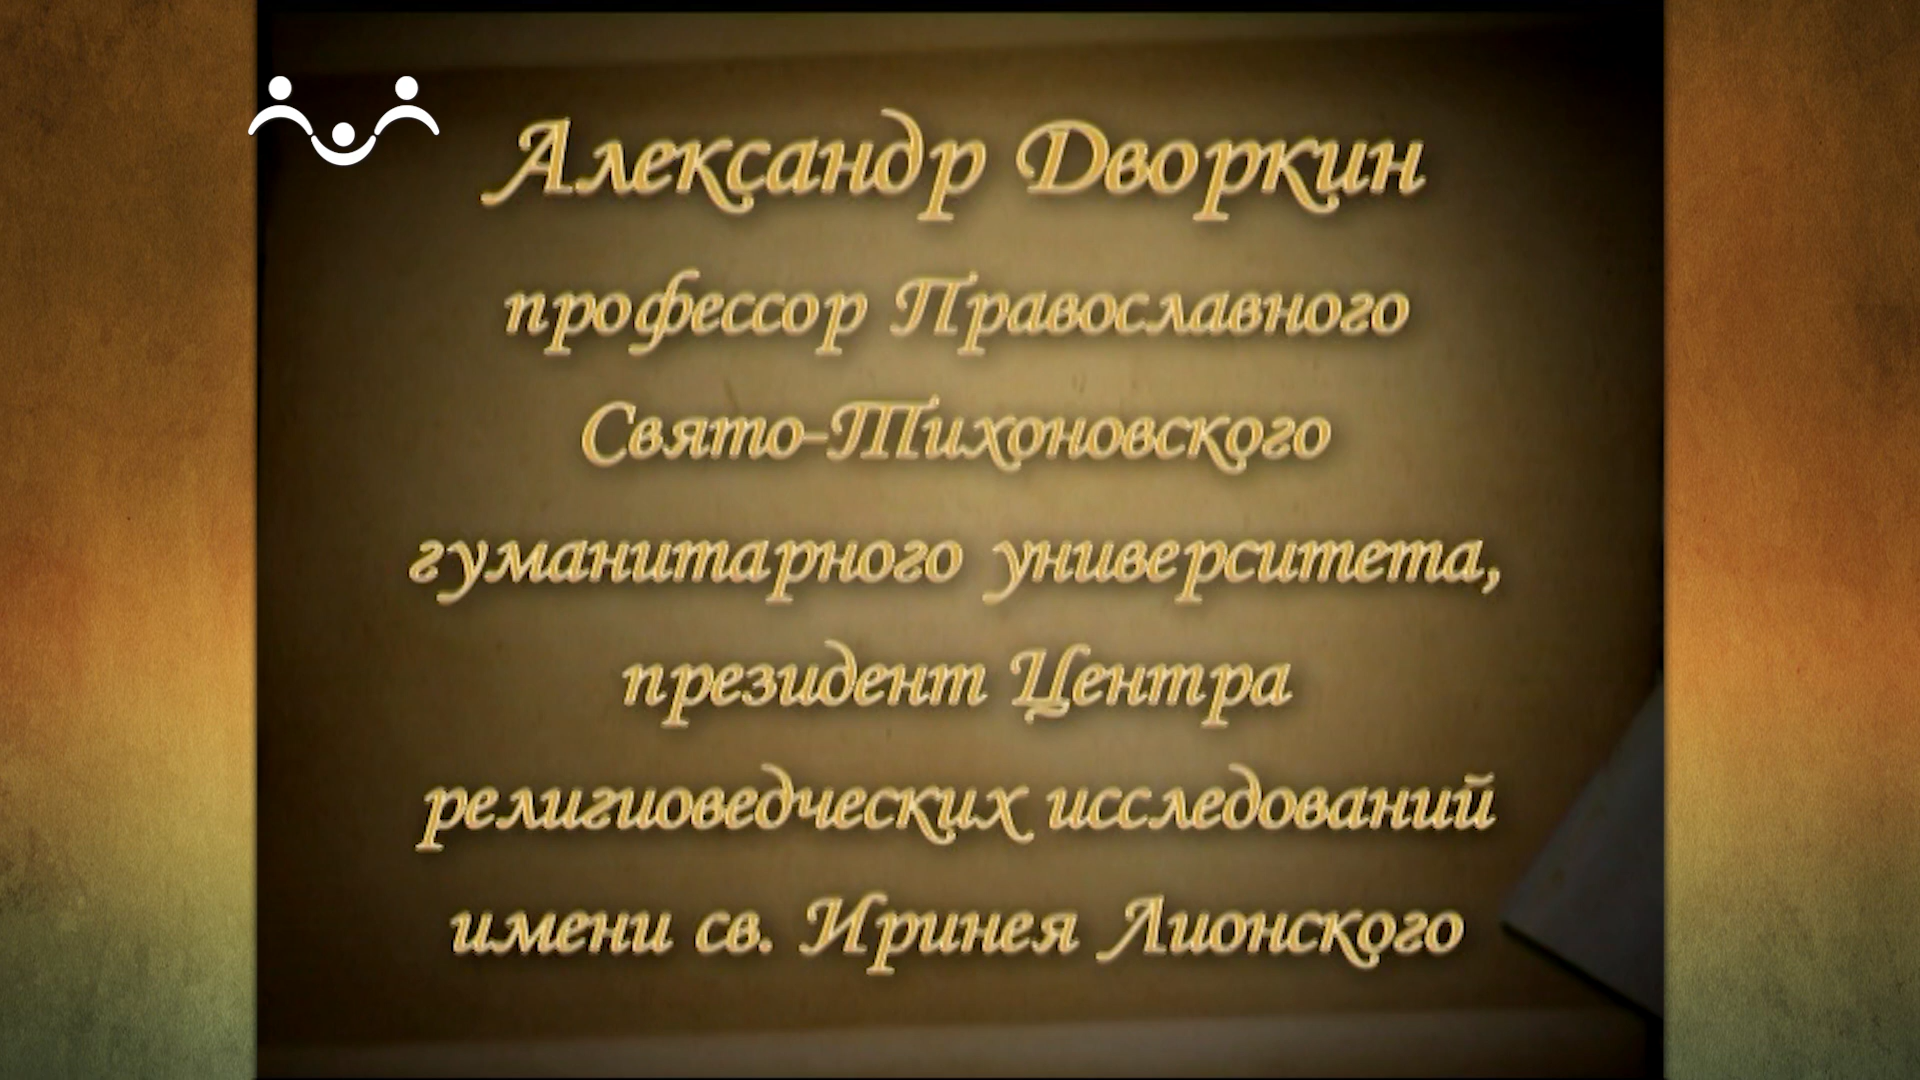 Александр Дворкин
профессор Православного
Свято-Тихоновского
гуманитарного университета,
президент Центра
религиоведческих исследований
имени св. Иринея Лионского